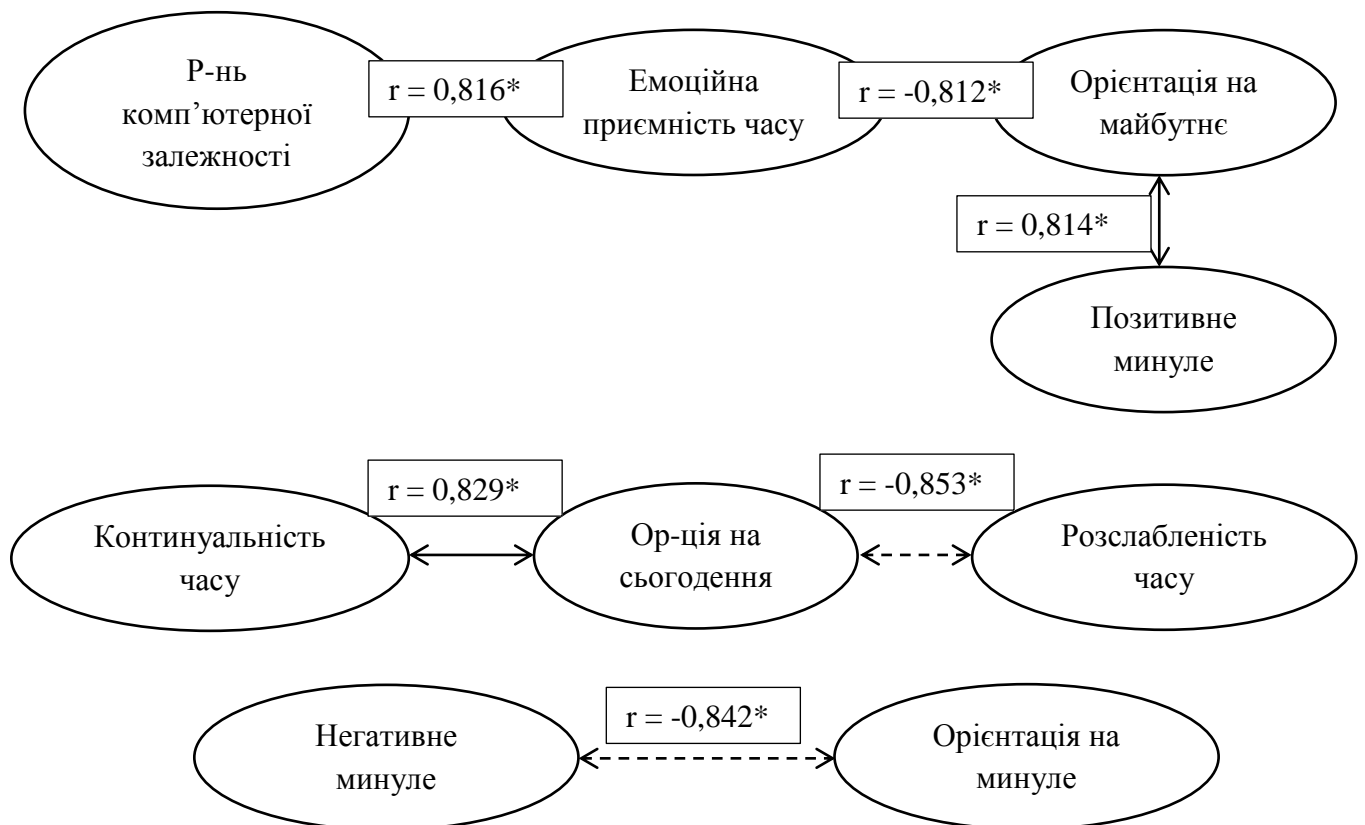 Р-нь
комп’ютерної
залежності
r = 0,816*
Емоційна
приємність часу
r = -0,812*
Орієнтація на
майбутнє
r = 0,814*
Позитивне
минуле
Континуальність
часу
r = 0,829*
Ор-ція на
сьогодення
r = -0,853*
Розслабленість
часу
Негативне
минуле
r = -0,842*
Орієнтація на
минуле